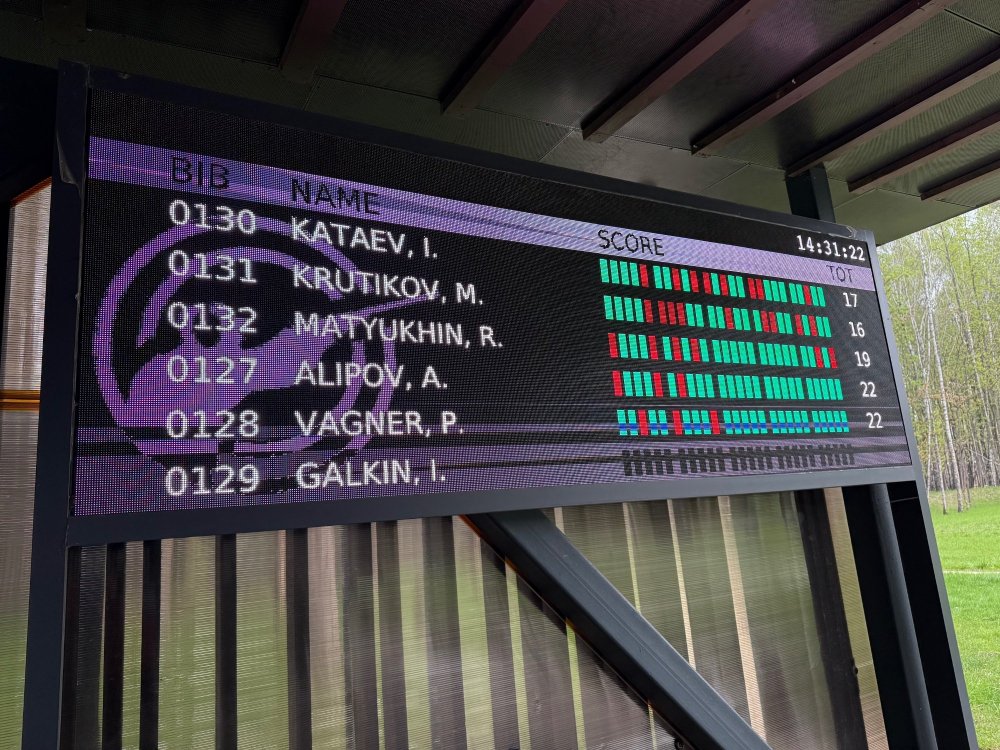 14:31:22
BIB NAME SCORE TOT
0130 KATAEV, I. 17
0131 KRUTIKOV, M. 16
0132 MATYUKHIN, R. 19
0127 ALIPOV, A. 22
0128 VAGNER, P. 22
0129 GALKIN, I.